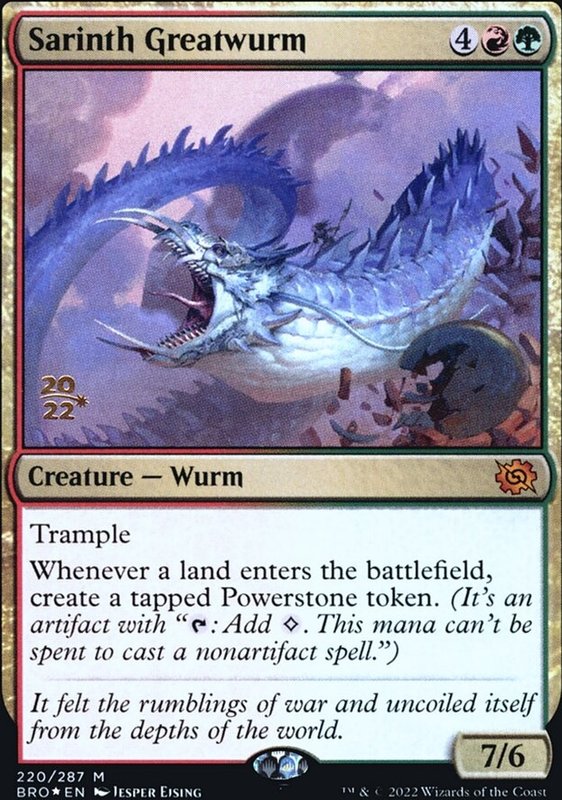 Sarinth Greatwurm 4
20
22
Creature — Wurm
Trample
Whenever a land enters the battlefield,
create a tapped Powerstone token. (It's an
artifact with “: Add . This mana can't be
spent to cast a nonartifact spell.”)
It felt the rumblings of war and uncoiled itself
from the depths of the world.
7/6
220/287 M
BRO★EN Jesper Eising
™ & © 2022 Wizards of the Coast